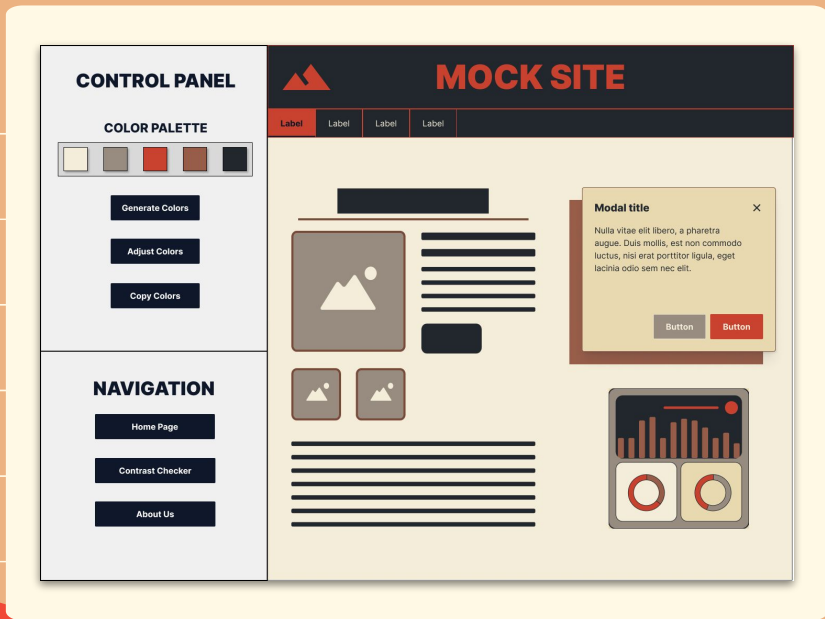 CONTROL PANEL
COLOR PALETTE
Generate Colors
Adjust Colors
Copy Colors
NAVIGATION
Home Page
Contrast Checker
About Us
MOCK SITE
Label Label Label Label
Modal title ✕
Nulla vitae elit libero, a pharetra
augue. Duis mollis, est non commodo
luctus, nisi erat porttitor ligula, eget
lacinia odio sem nec elit.
Button Button